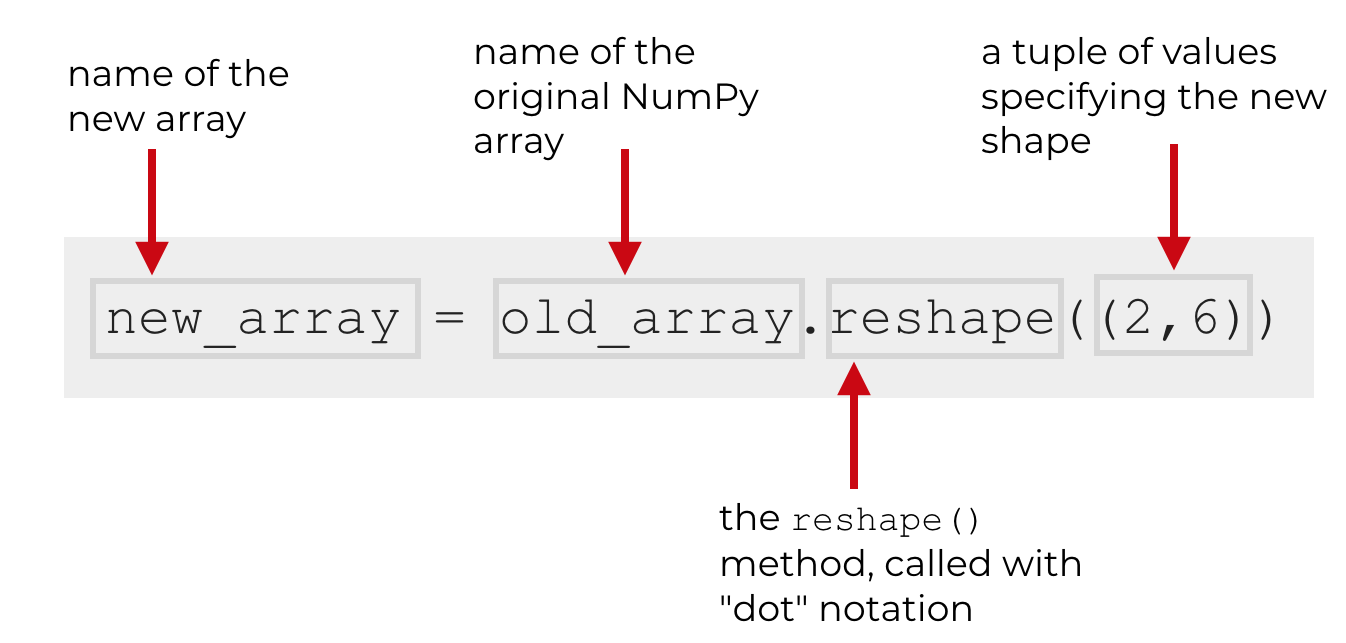 name of the
new array
name of the
original NumPy
array
a tuple of values
specifying the new
shape
new_array = old_array.reshape((2,6))
the reshape()
method, called with
"dot" notation